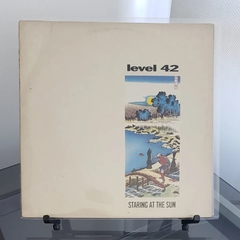 level 42
STARING AT THE SUN